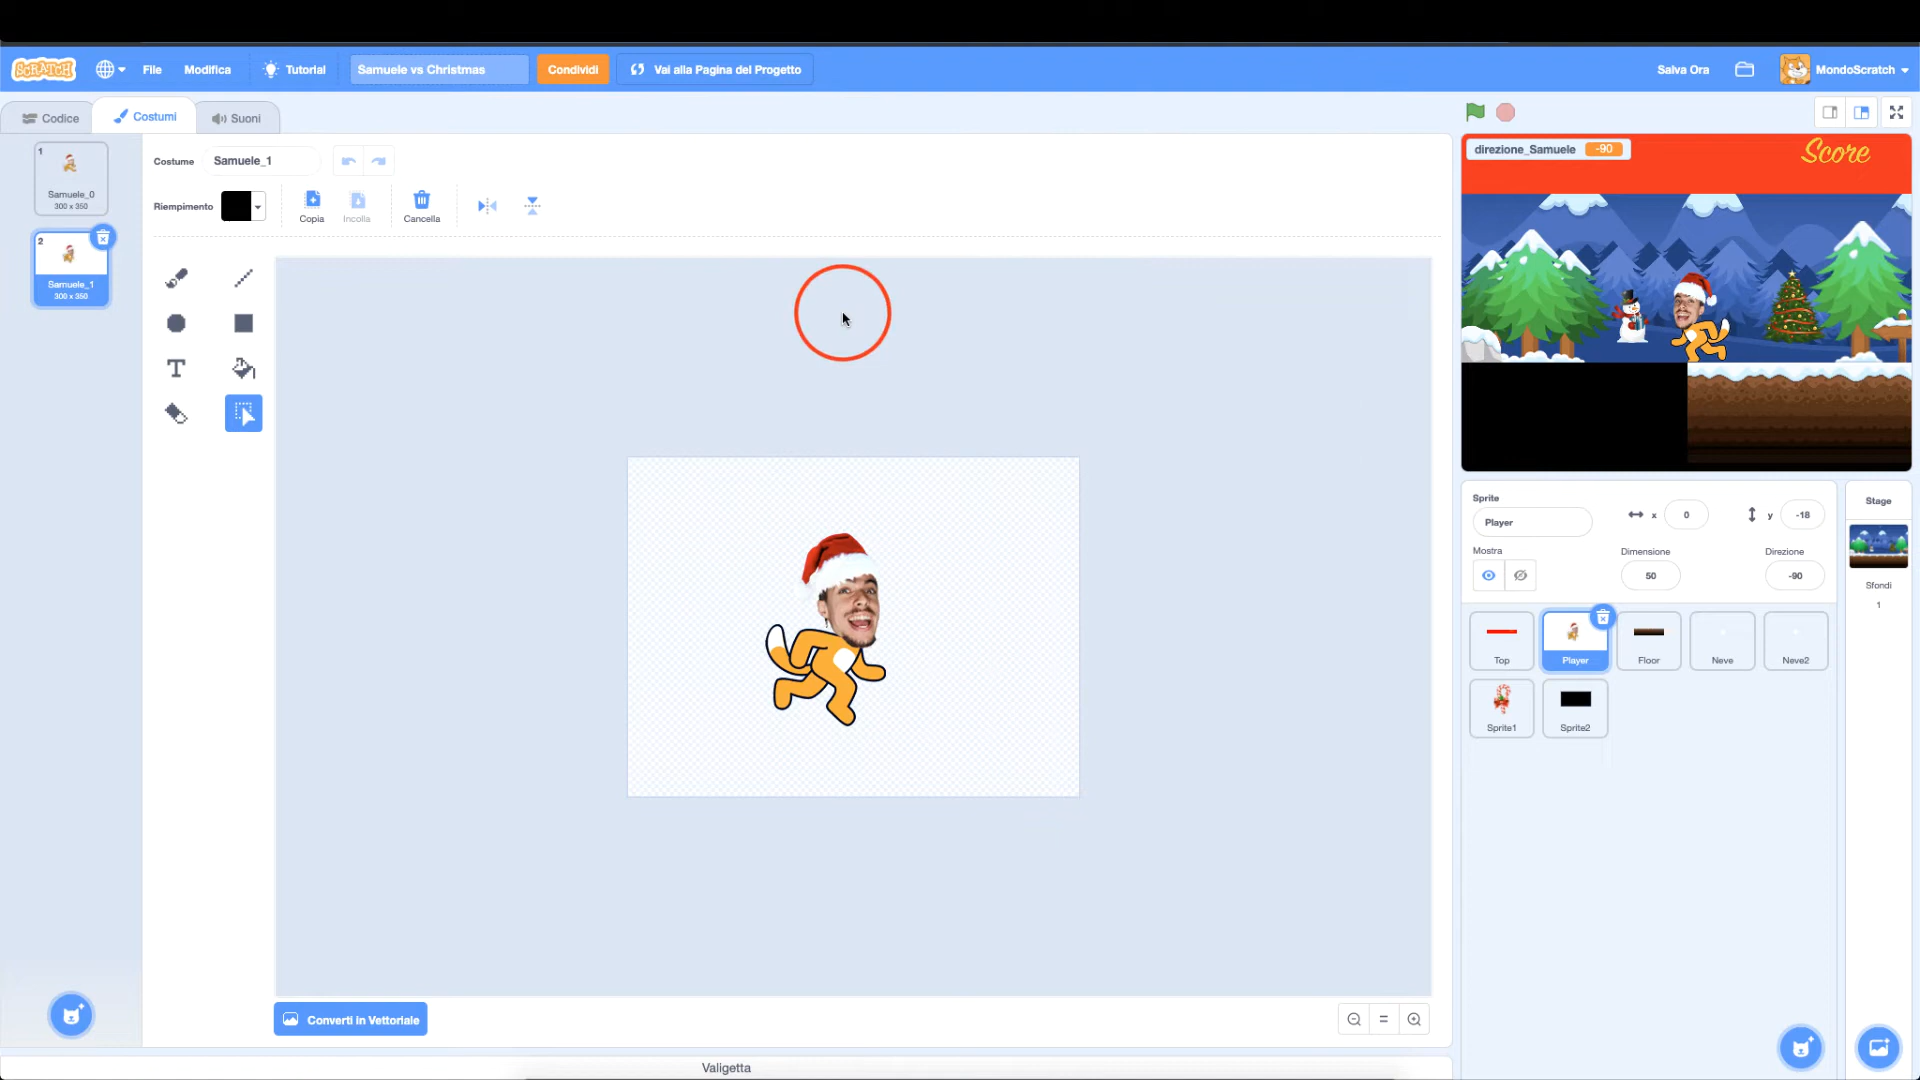 SCRATCH File Modifica Tutorial Samuele vs Christmas Condividi Vai alla Pagina del Progetto Salva Ora MondoScratch
Codice Costumi Suoni
1
Samuele_0
300 x 350
2
Samuele_1
300 x 350
Costume Samuele_1
Riempimento Copia Incolla Cancella
T
Converti in Vettoriale
=
Valigetta
direzione_Samuele -90 Score
Sprite
Player x 0 y -18
Mostra Dimensione Direzione
50 -90
Top Player Floor Neve Neve2
Sprite1 Sprite2
Stage
Sfondi
1